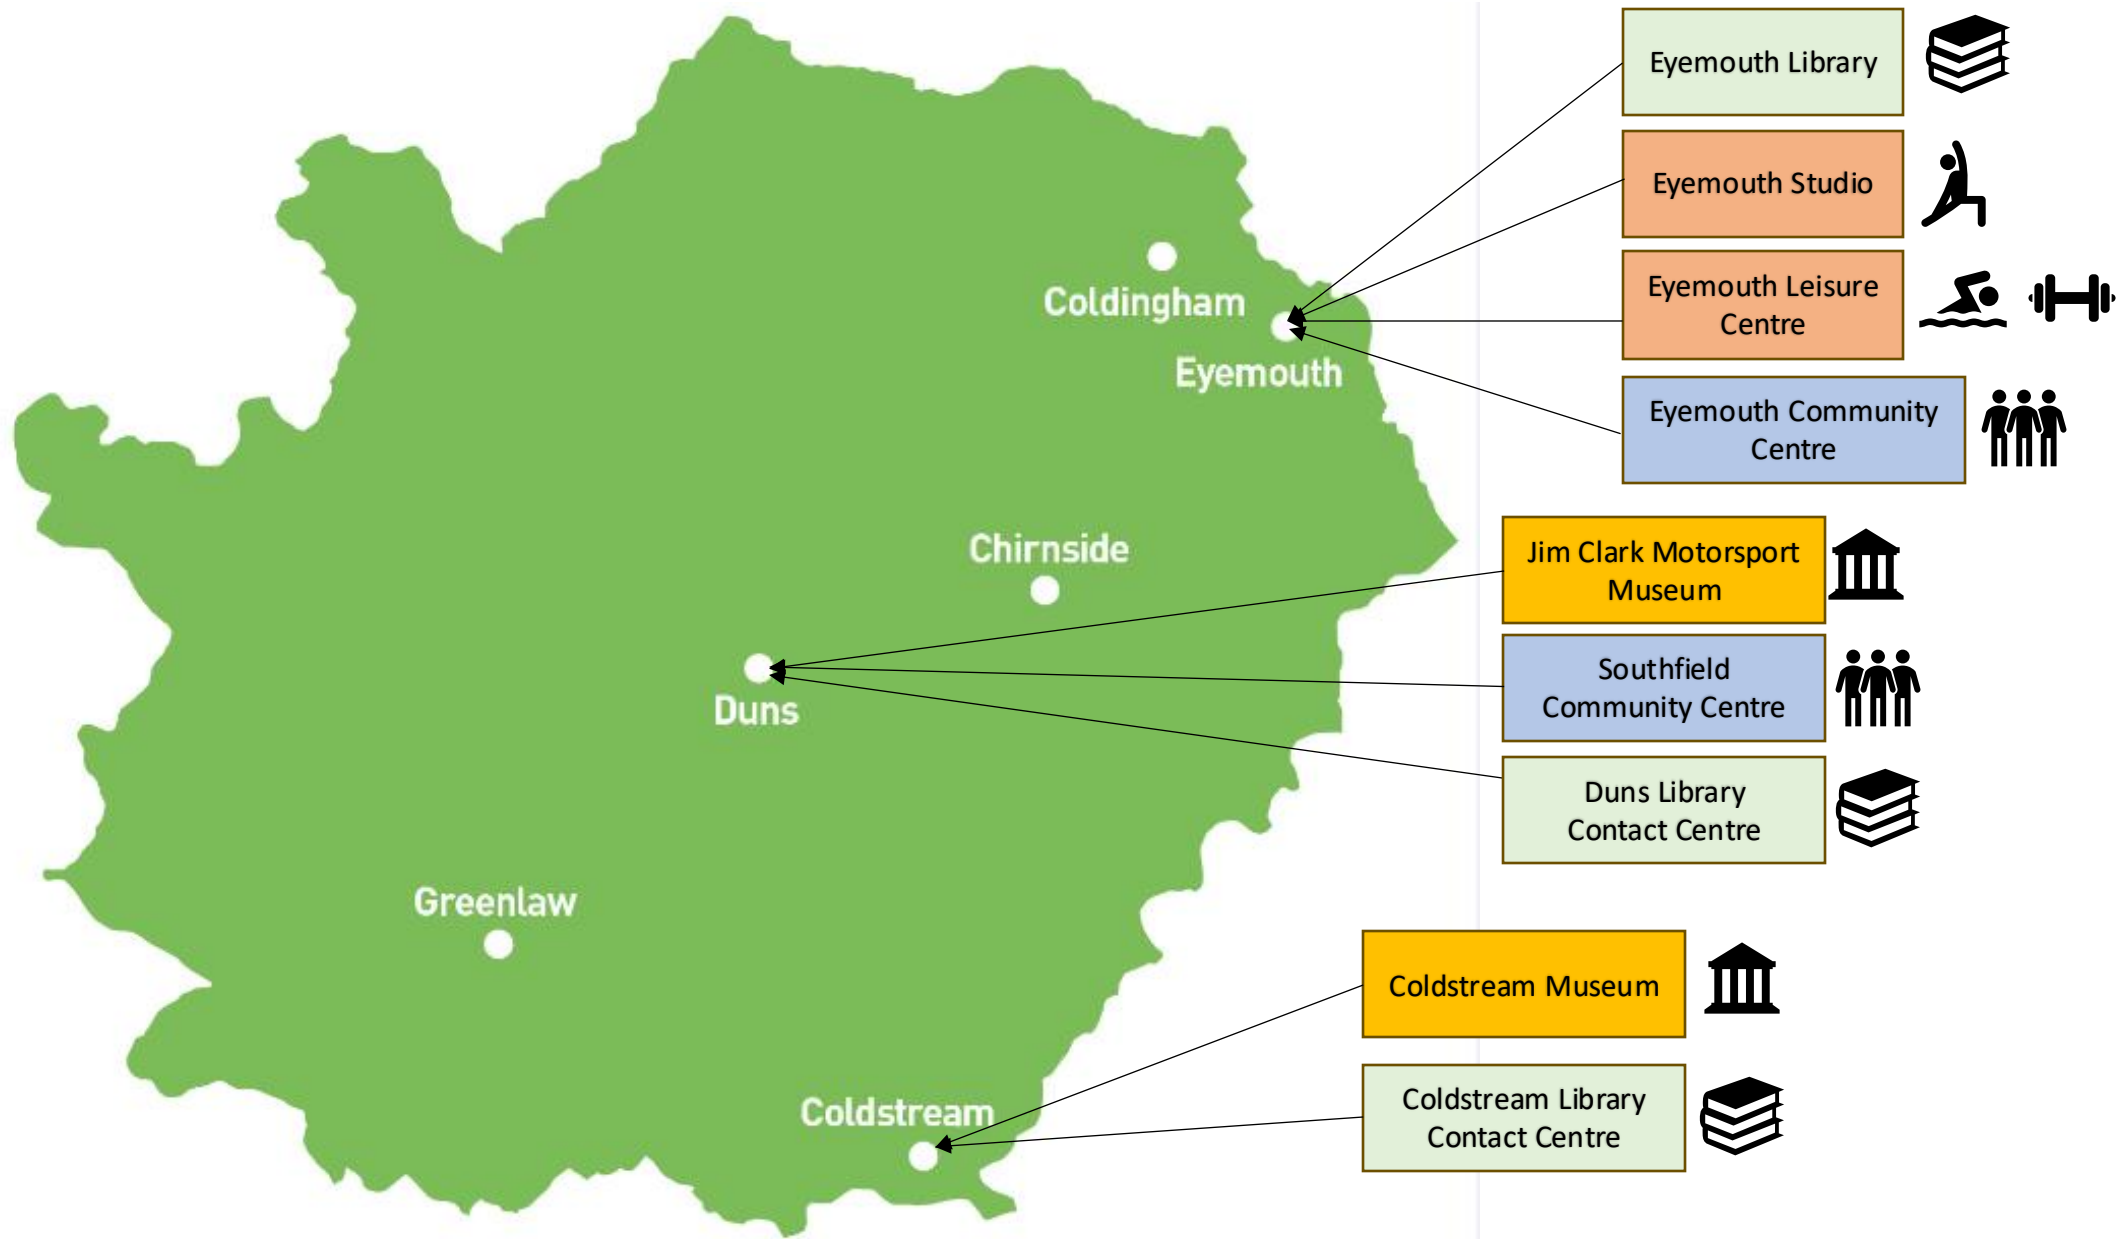 Eyemouth Library
Eyemouth Studio
Coldingham
Eyemouth Leisure
Centre
Eyemouth
Eyemouth Community
Centre
Chirnside
Jim Clark Motorsport
Museum
Duns
Southfield
Community Centre
Duns Library
Contact Centre
Greenlaw
Coldstream Museum
Coldstream
Coldstream Library
Contact Centre